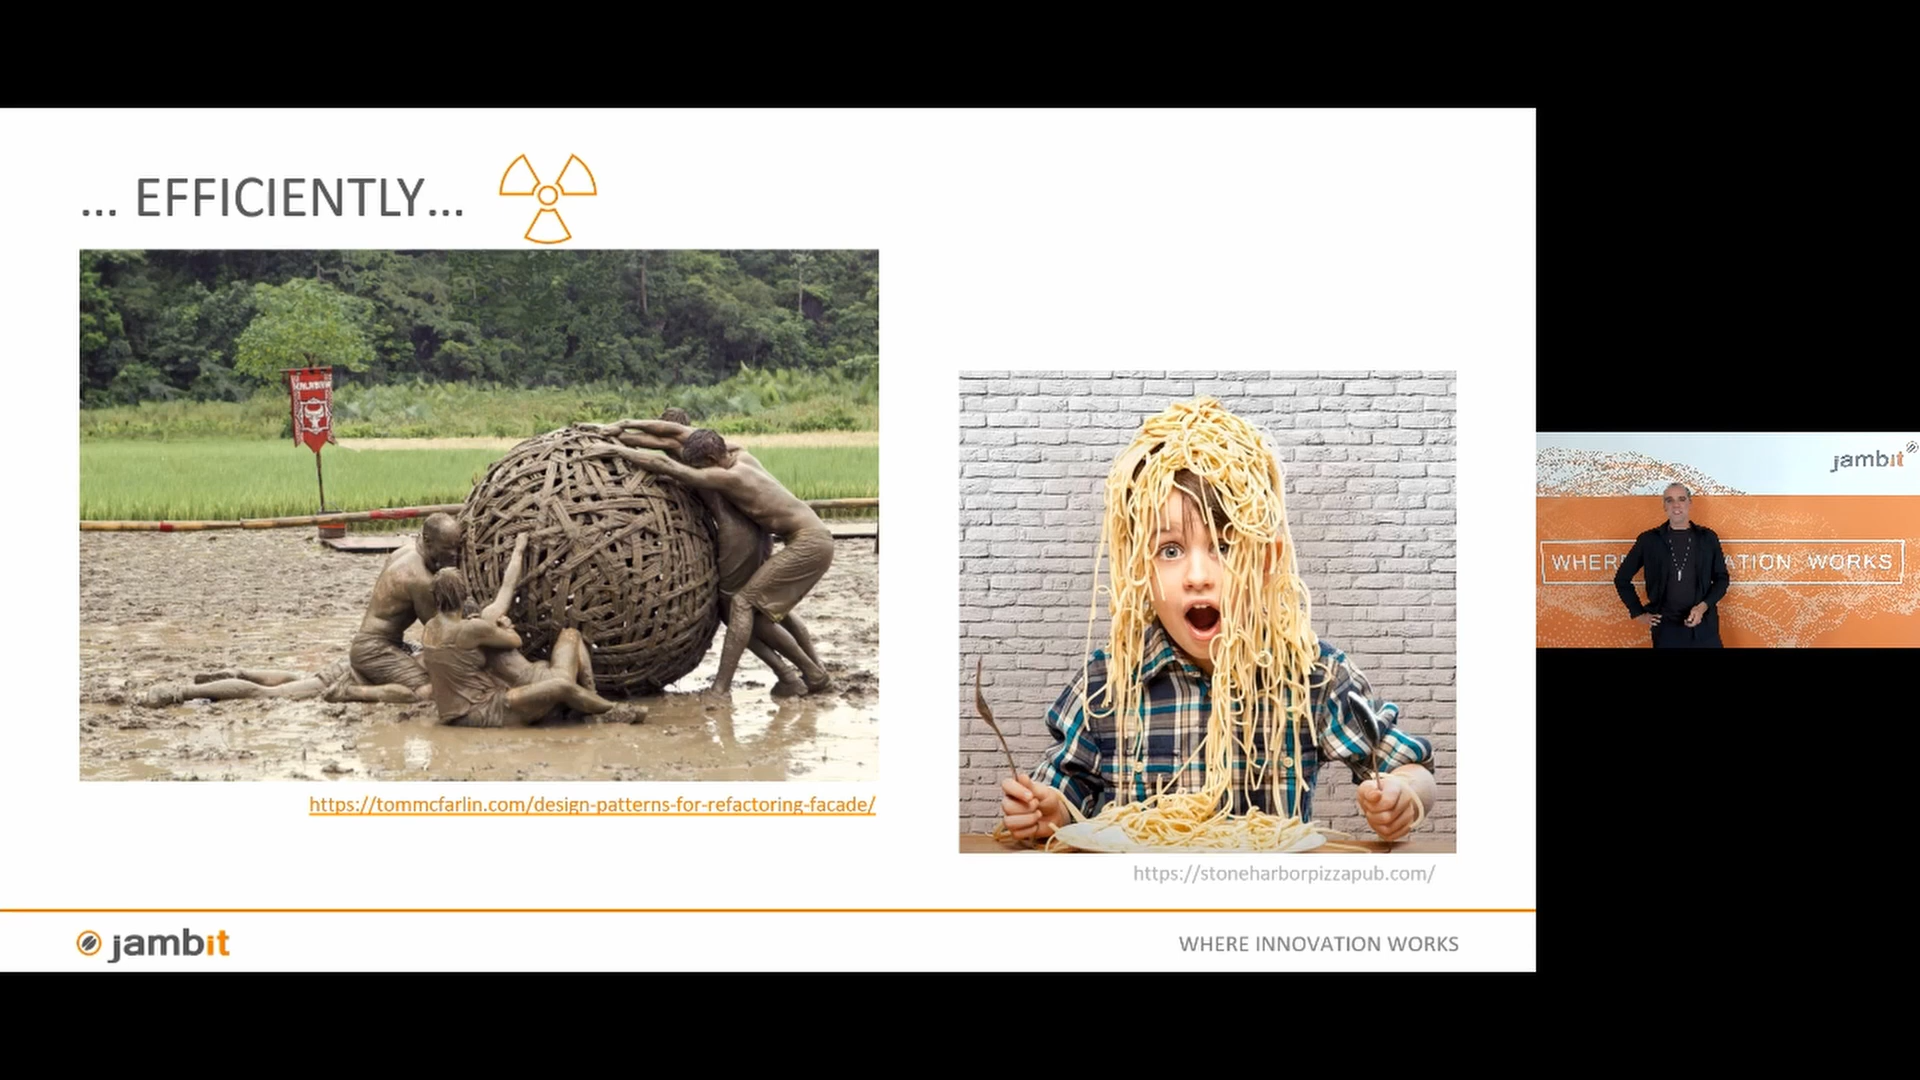 ... EFFICIENTLY...
https://tommcfarlin.com/design-patterns-for-refactoring-facade/
https://stoneharborpizzapub.com/
jambit
WHERE INNOVATION WORKS
jambit
WHER ATION WORKS